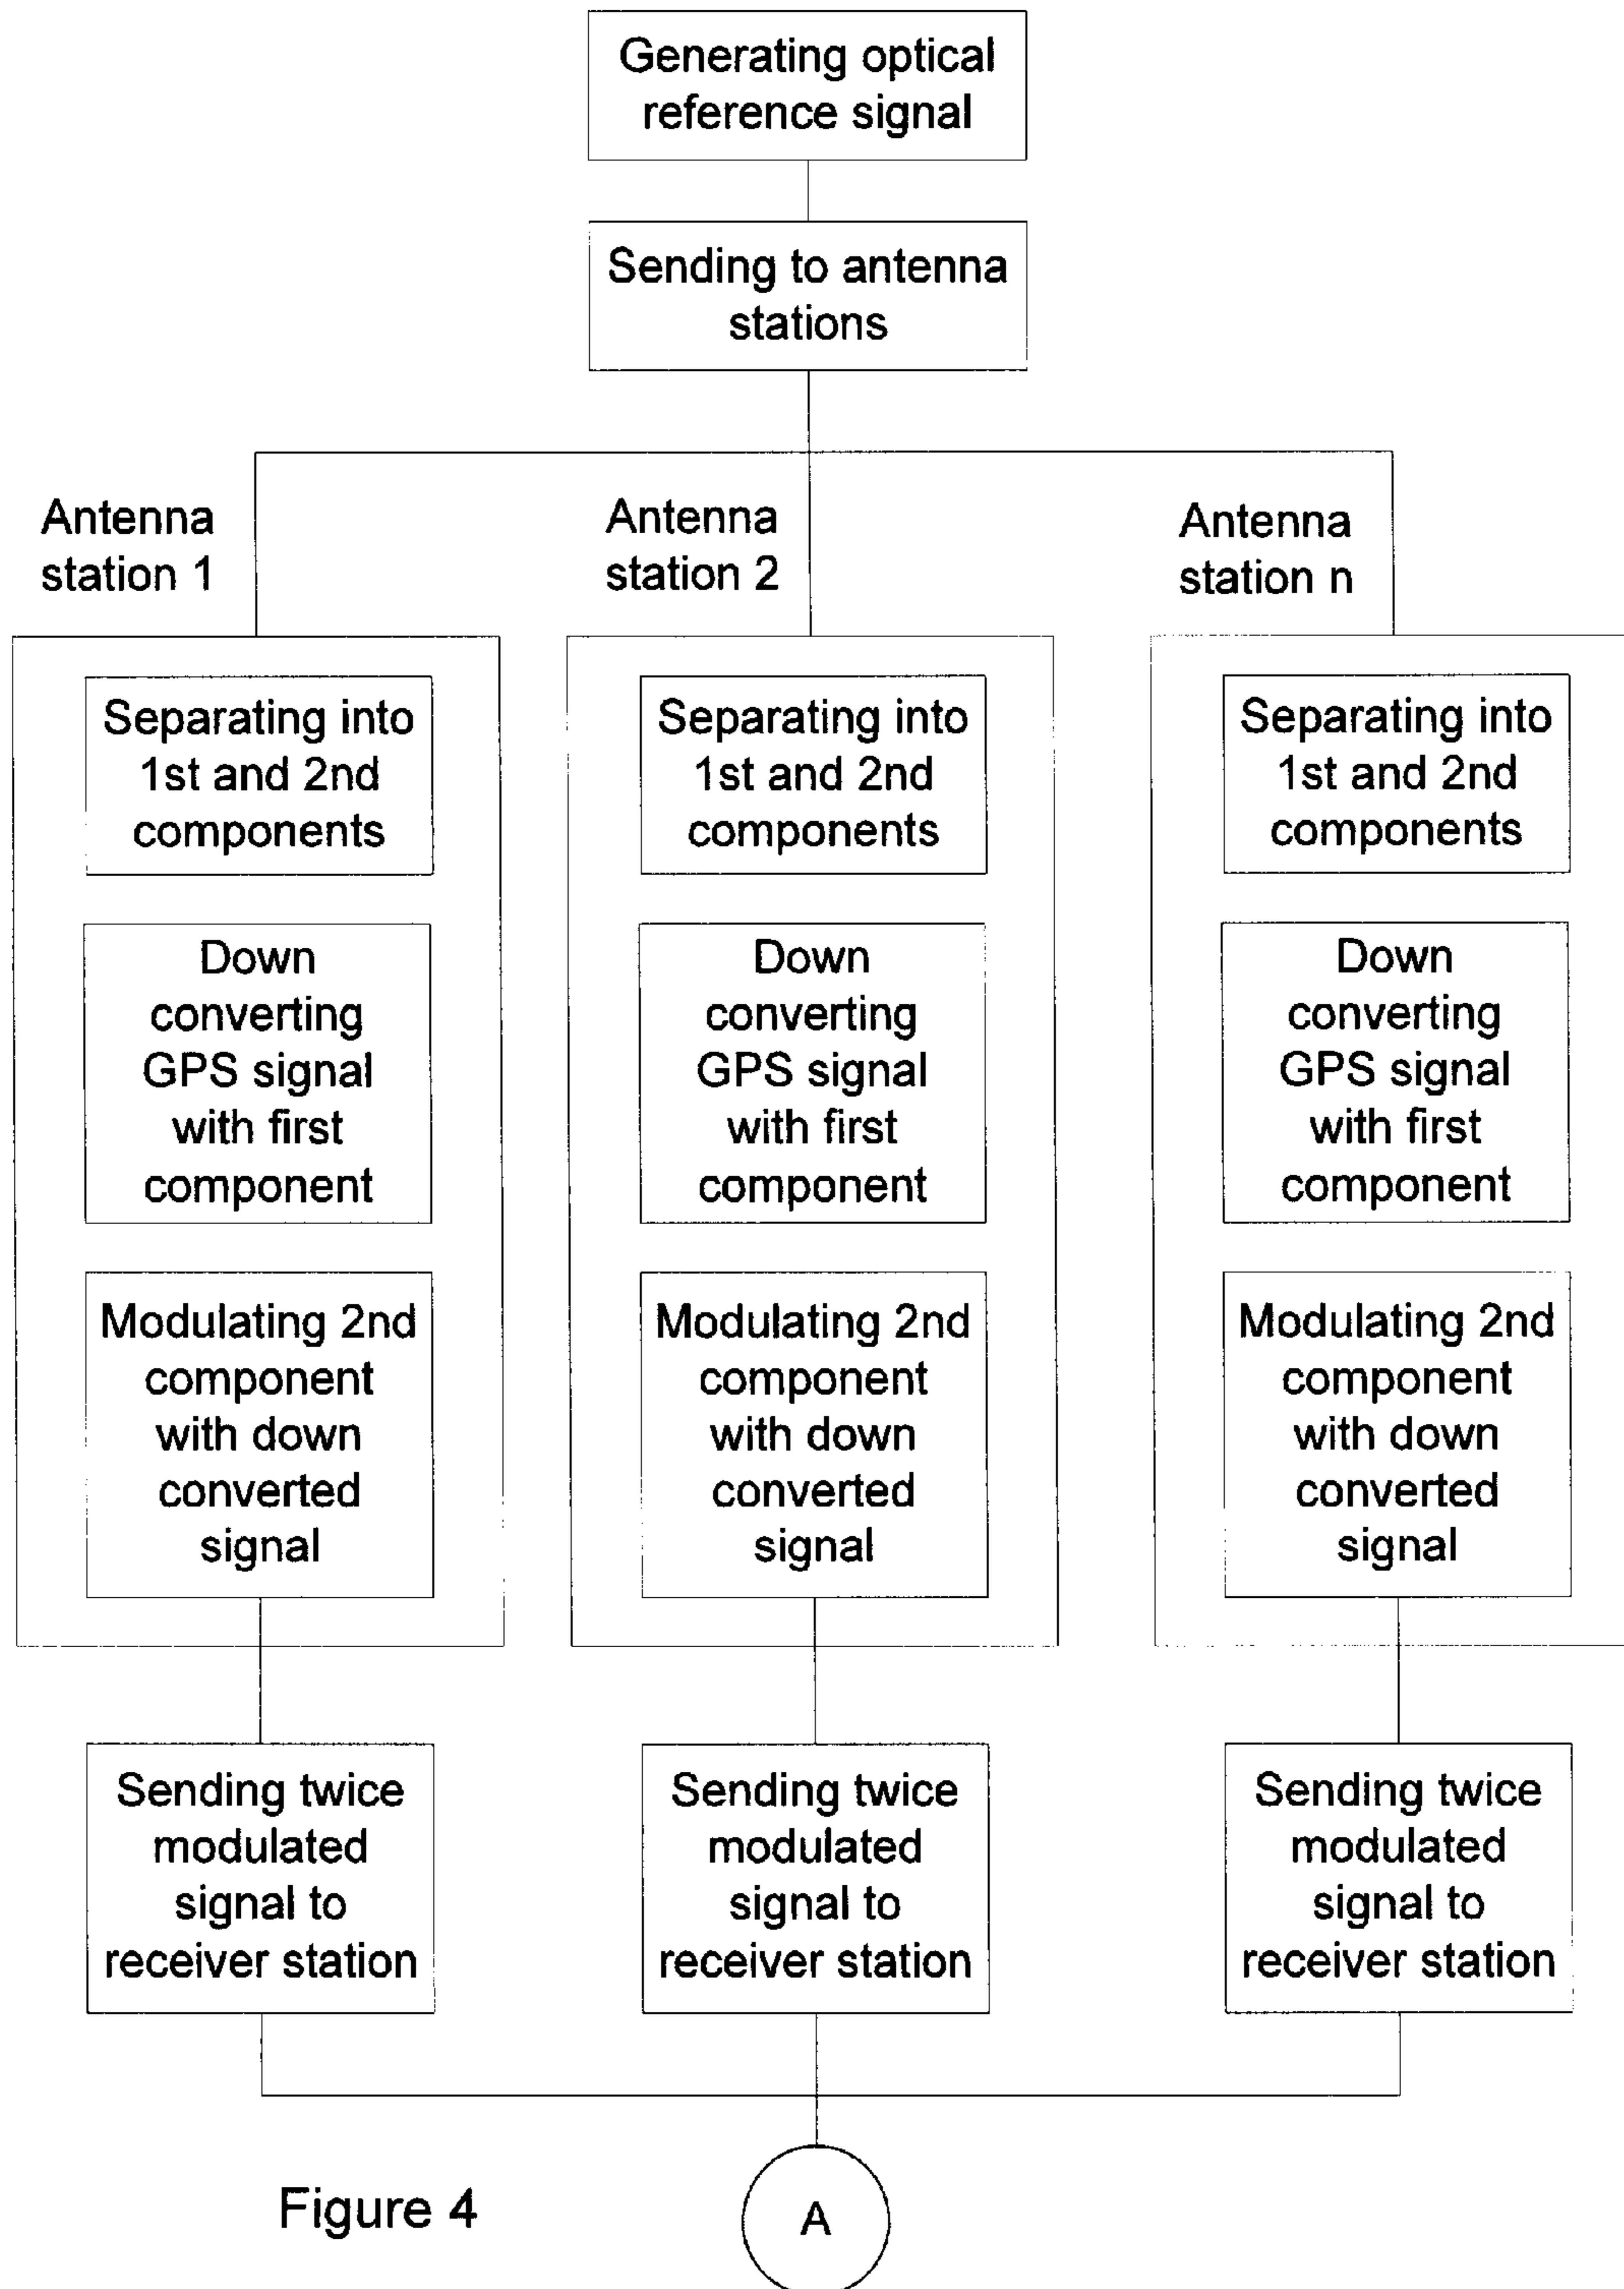 Generating optical
reference signal
Sending to antenna
stations
Antenna
station 1
Antenna
station 2
Antenna
station n
Separating into
1st and 2nd
components
Down
converting
GPS signal
with first
component
Modulating 2nd
component
with down
converted
signal
Sending twice
modulated
signal to
receiver station
Separating into
1st and 2nd
components
Down
converting
GPS signal
with first
component
Modulating 2nd
component
with down
converted
signal
Sending twice
modulated
signal to
receiver station
Separating into
1st and 2nd
components
Down
converting
GPS signal
with first
component
Modulating 2nd
component
with down
converted
signal
Sending twice
modulated
signal to
receiver station
Figure 4
A